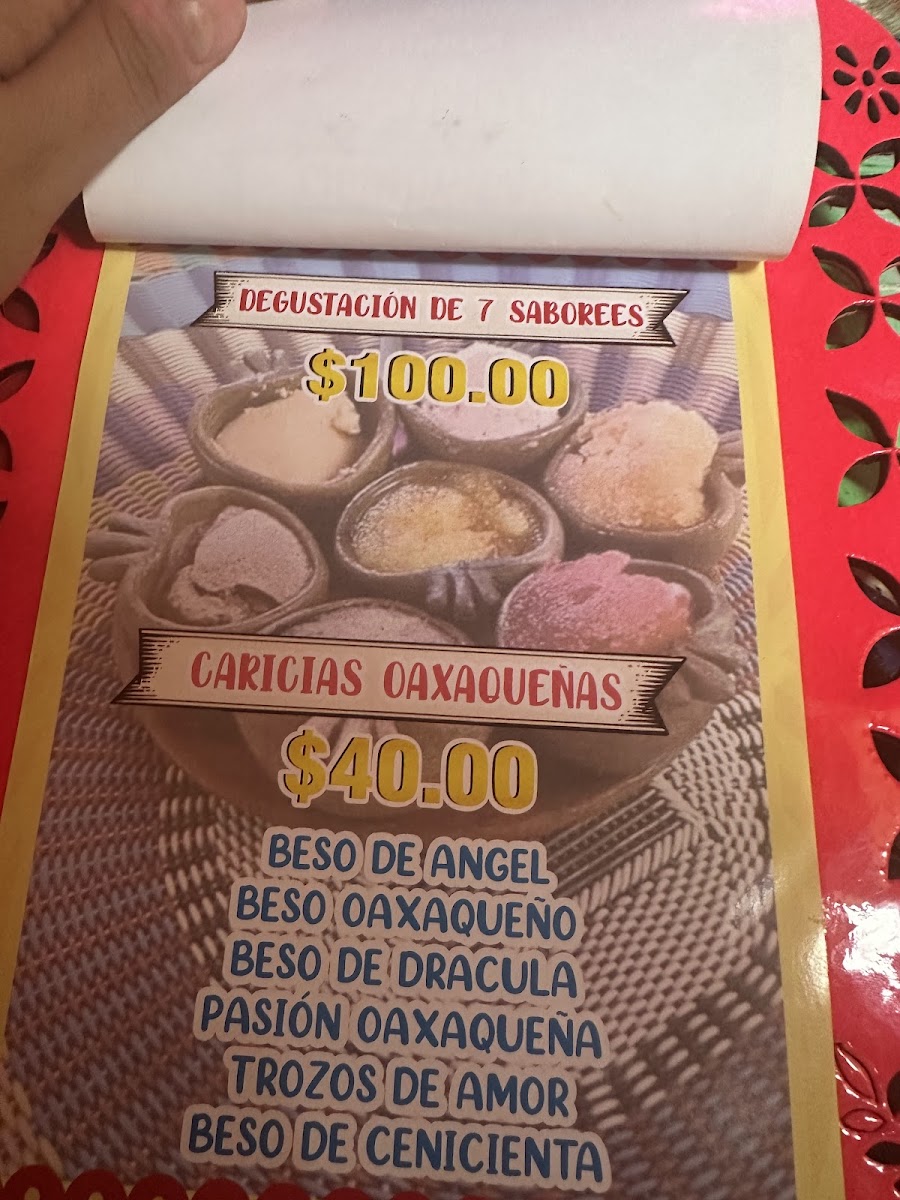 DEGUSTACIÓN DE 7 SABOREES
$100.00
CARICIAS OAXAQUEÑAS
$40.00
BESO DE ANGEL
BESO OAXAQUEÑO
BESO DE DRACULA
PASIÓN OAXAQUEÑA
TROZOS DE AMOR
BESO DE CENICIENTA